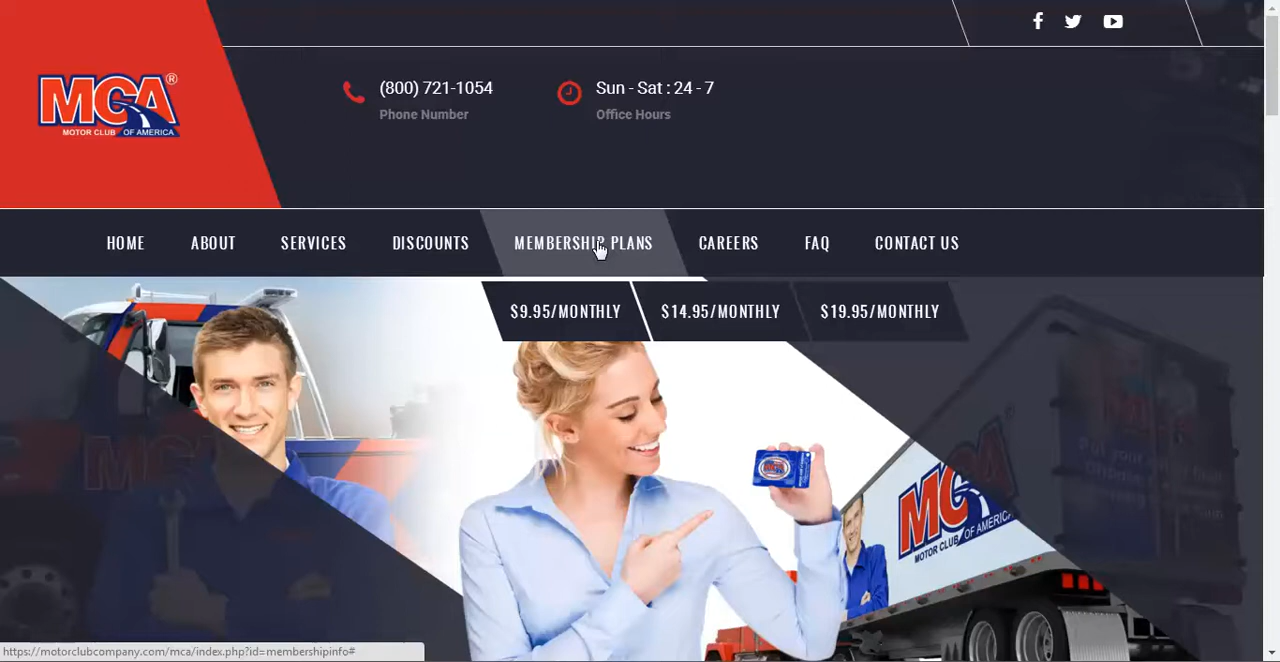 (800) 721-1054
Phone Number
Sun - Sat : 24 - 7
Office Hours
MCA®
MOTOR CLUB OF AMERICA
HOME
ABOUT
SERVICES
DISCOUNTS
MEMBERSHIP PLANS
CAREERS
FAQ
CONTACT US
$9.95/MONTHLY
$14.95/MONTHLY
$19.95/MONTHLY
MCA
MCA
MCA
MOTOR CLUB OF AMERICA
https://motorclubcompany.com/mca/index.php?id=membershipinfo#